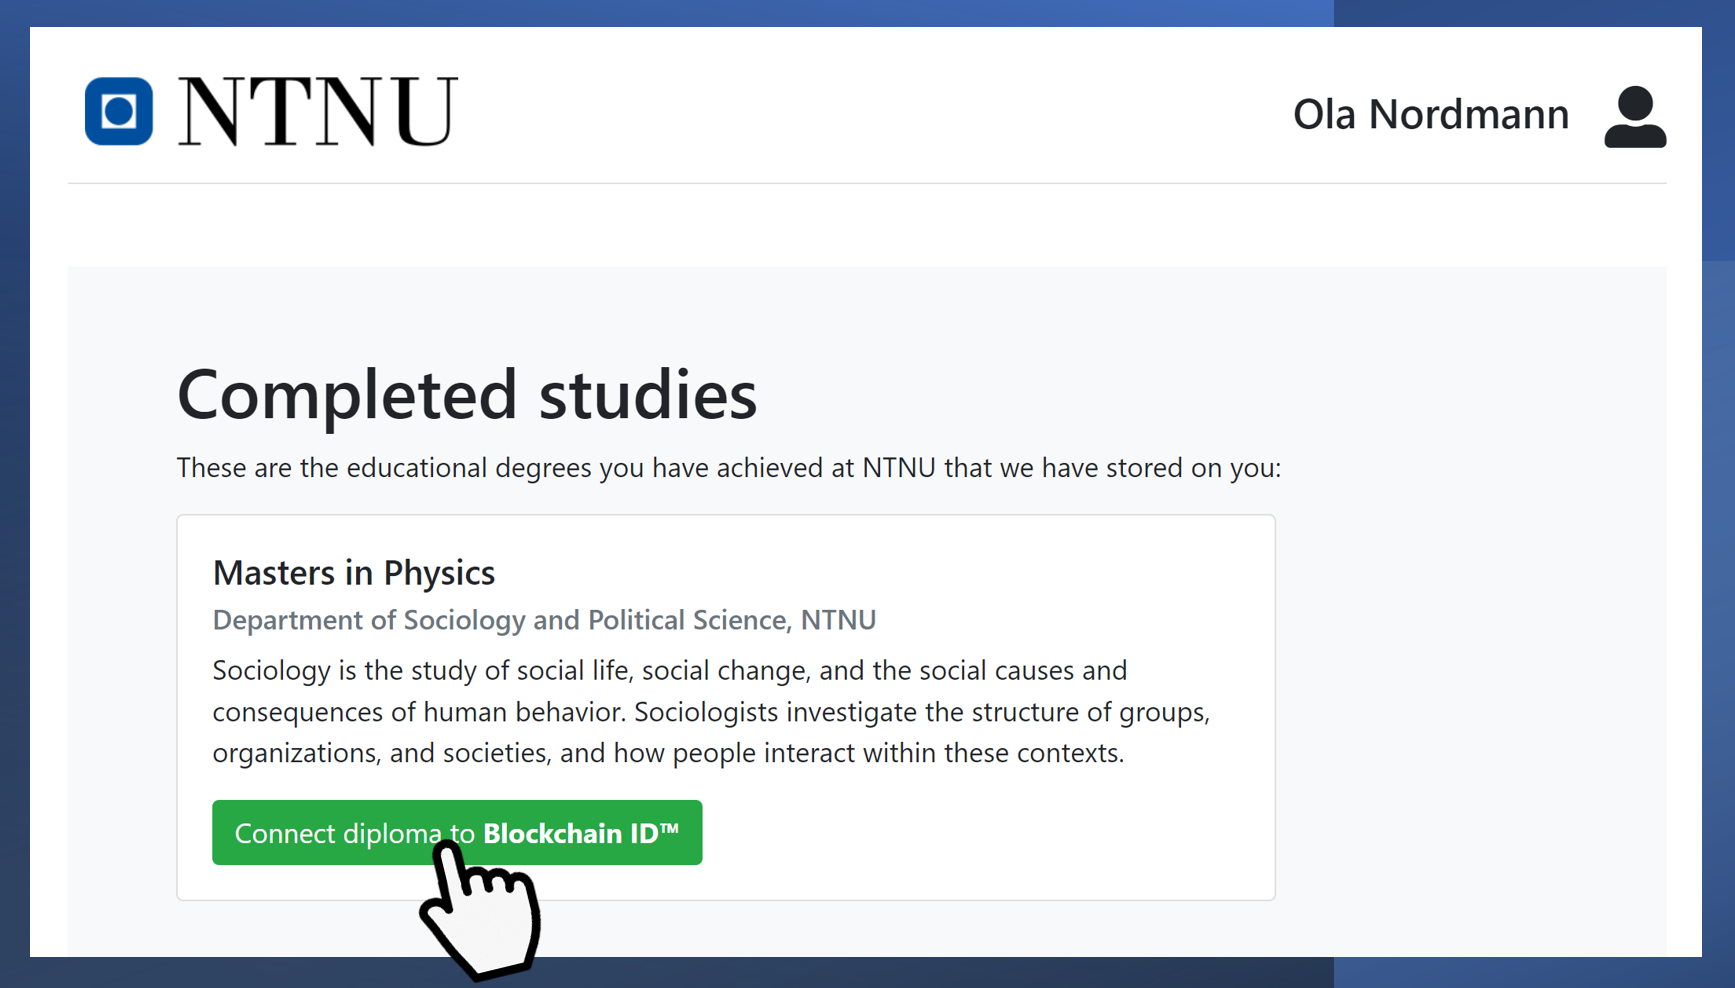 NTNU
Ola Nordmann
Completed studies
These are the educational degrees you have achieved at NTNU that we have stored on you:
Masters in Physics
Department of Sociology and Political Science, NTNU
Sociology is the study of social life, social change, and the social causes and
consequences of human behavior. Sociologists investigate the structure of groups,
organizations, and societies, and how people interact within these contexts.
Connect diploma to Blockchain ID™